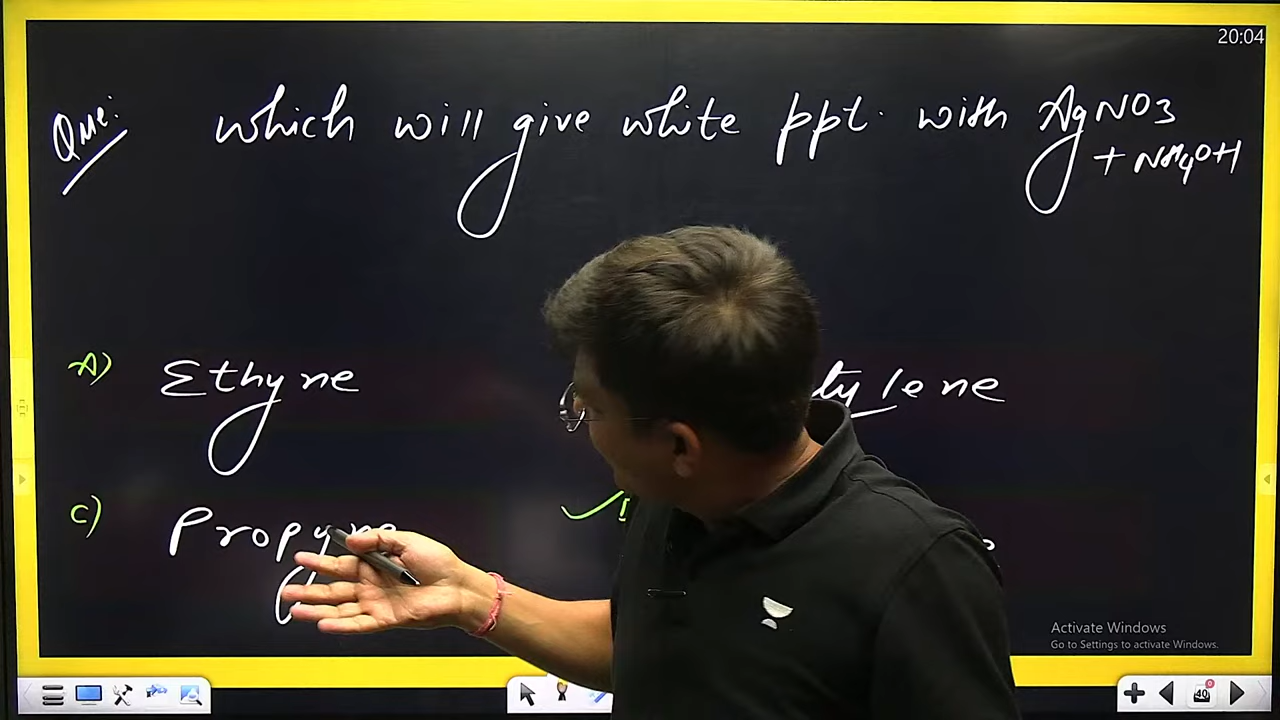 20:04
Que: which will give white ppt. with AgNO3
+ NH4OH
A) Ethyne
C) Propyne
Activate Windows
Go to Settings to activate Windows.
40